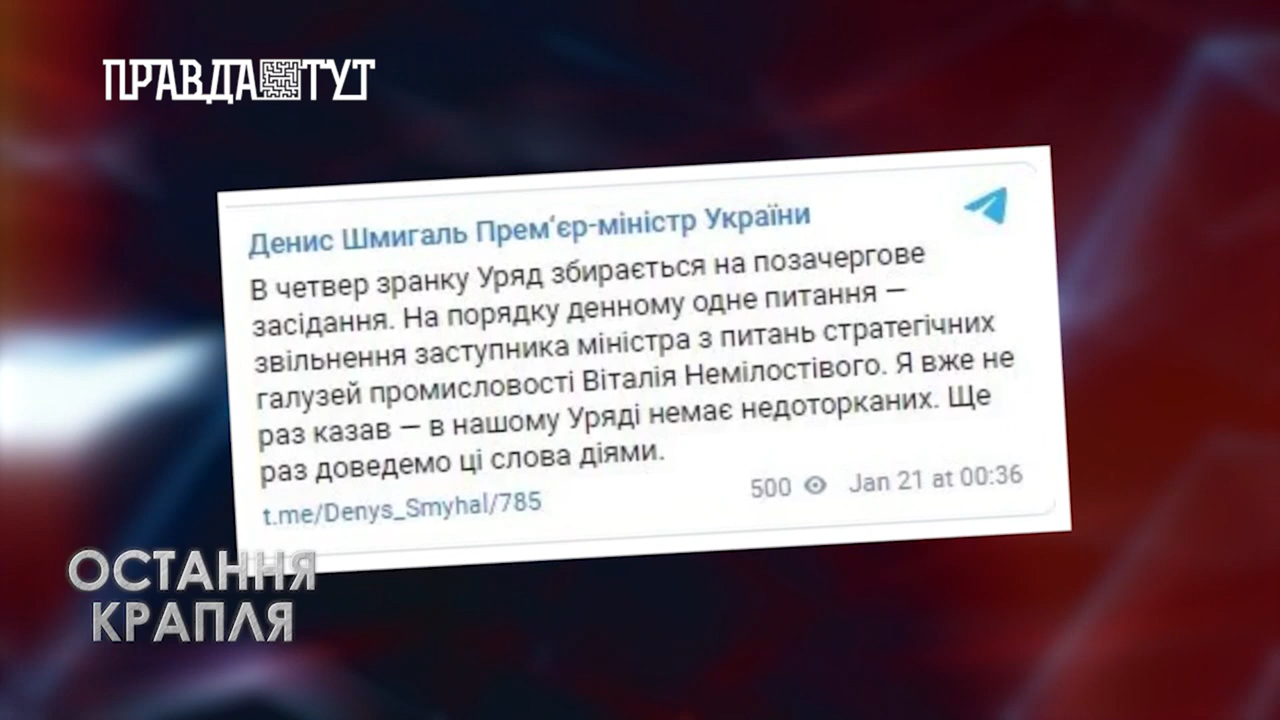 ПРАВДА ТУТ
Денис Шмигаль Прем‘єр-міністр України
В четвер зранку Уряд збирається на позачергове
засідання. На порядку денному одне питання —
звільнення заступника міністра з питань стратегічних
галузей промисловості Віталія Немілостівого. Я вже не
раз казав — в нашому Уряді немає недоторканих. Ще
раз доведемо ці слова діями.
t.me/Denys_Smyhal/785
500 Jan 21 at 00:36
ОСТАННЯ
КРАПЛЯ